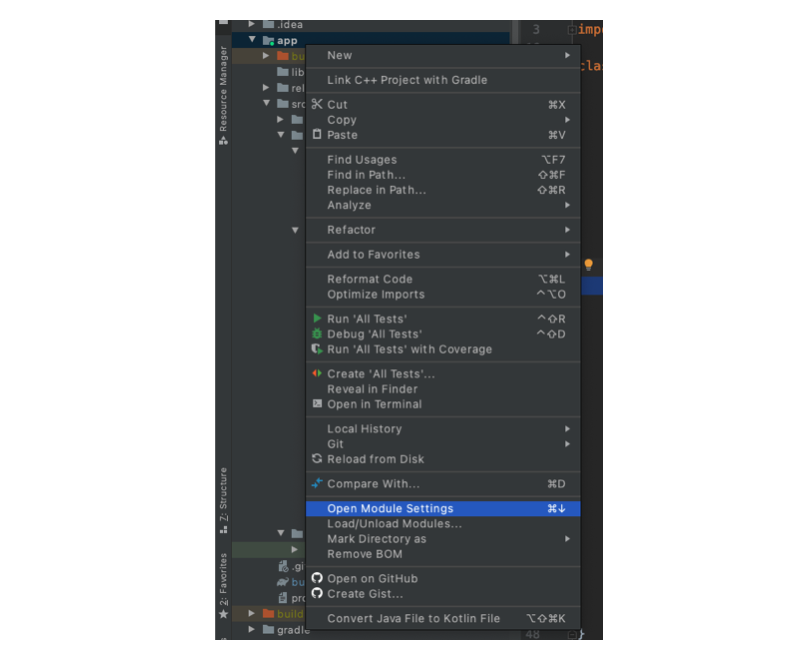 .idea
3
impo
app
New
Link C++ Project with Gradle
clas
Resource Manager
bu
lib
rel
src
Cut ⌘X
Copy
Paste ⌘V
Find Usages ⌥F7
Find in Path... ⇧⌘F
Replace in Path... ⇧⌘R
Analyze
Refactor
Add to Favorites
Reformat Code ⌥⌘L
Optimize Imports ^⌥O
Run 'All Tests' ^⇧R
Debug 'All Tests' ^⇧D
Run 'All Tests' with Coverage
Create 'All Tests'...
Reveal in Finder
Open in Terminal
Local History
Git
Reload from Disk
Compare With... ⌘D
Open Module Settings ⌘↓
Load/Unload Modules...
Mark Directory as
Remove BOM
Open on GitHub
Create Gist...
Convert Java File to Kotlin File ⌥⇧⌘K
Z: Structure
2: Favorites
.gi
bu
pro
build
gradle
48 }